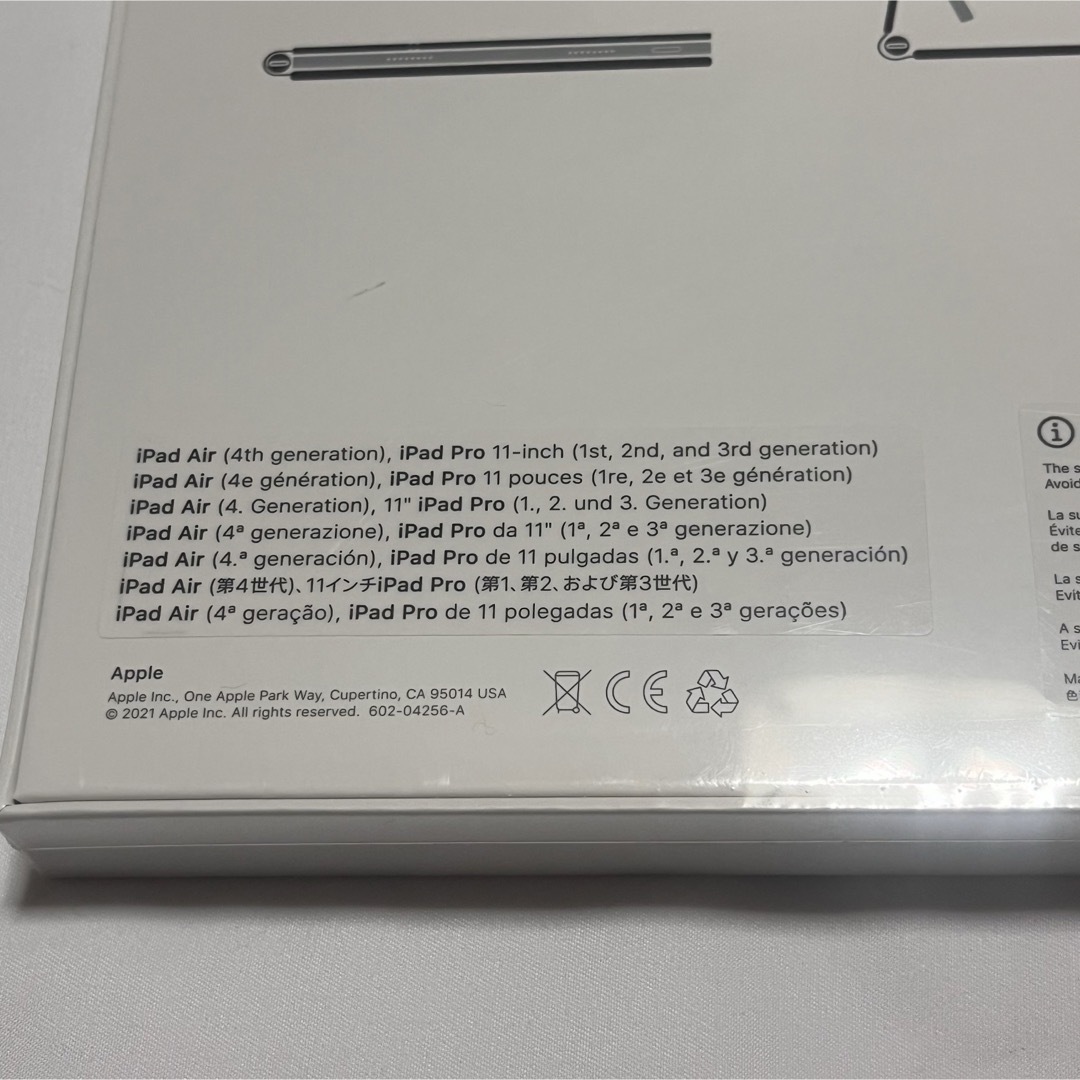 iPad Air (4th generation), iPad Pro 11-inch (1st, 2nd, and 3rd generation)
iPad Air (4e génération), iPad Pro 11 pouces (1re, 2e et 3e génération)
iPad Air (4. Generation), 11" iPad Pro (1., 2. und 3. Generation)
iPad Air (4ª generazione), iPad Pro da 11" (1ª, 2ª e 3ª generazione)
iPad Air (4.ª generación), iPad Pro de 11 pulgadas (1.ª, 2.ª y 3.ª generación)
iPad Air (第4世代)、11インチiPad Pro (第1、第2、および第3世代)
iPad Air (4ª geração), iPad Pro de 11 polegadas (1ª, 2ª e 3ª gerações)
Apple
Apple Inc., One Apple Park Way, Cupertino, CA 95014 USA
© 2021 Apple Inc. All rights reserved. 602-04256-A
CE
The
Avoid
La
de
La
A